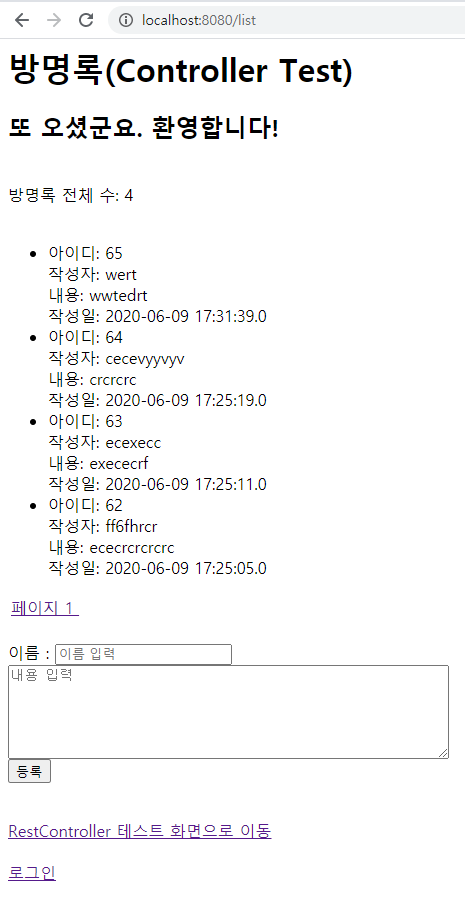 localhost:8080/list
방명록(Controller Test)
또 오셨군요. 환영합니다!
방명록 전체 수: 4
아이디: 65
작성자: wert
내용: wwtedrt
작성일: 2020-06-09 17:31:39.0
아이디: 64
작성자: cecevyyvyv
내용: crcrcrc
작성일: 2020-06-09 17:25:19.0
아이디: 63
작성자: ecexecc
내용: exececrf
작성일: 2020-06-09 17:25:11.0
아이디: 62
작성자: ff6fhrcr
내용: ececrcrcrcrc
작성일: 2020-06-09 17:25:05.0
페이지 1
이름 : 이름 입력
내용 입력
등록
RestController 테스트 화면으로 이동
로그인